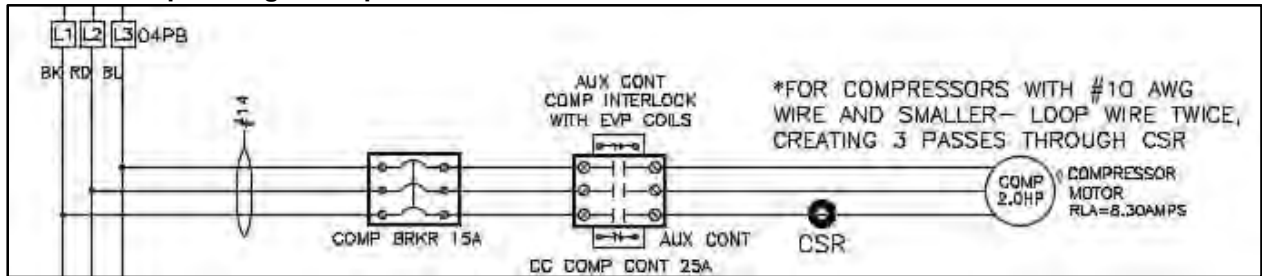 L1 L2 L3 04PB
BK RD BL
#14
AUX CONT
COMP INTERLOCK
WITH EVP COILS
*FOR COMPRESSORS WITH #10 AWG
WIRE AND SMALLER- LOOP WIRE TWICE,
CREATING 3 PASSES THROUGH CSR
COMP
2.0HP
COMPRESSOR
MOTOR
RLA=8.30AMPS
COMP BRKR 15A
AUX CONT
CSR
CC COMP CONT 25A